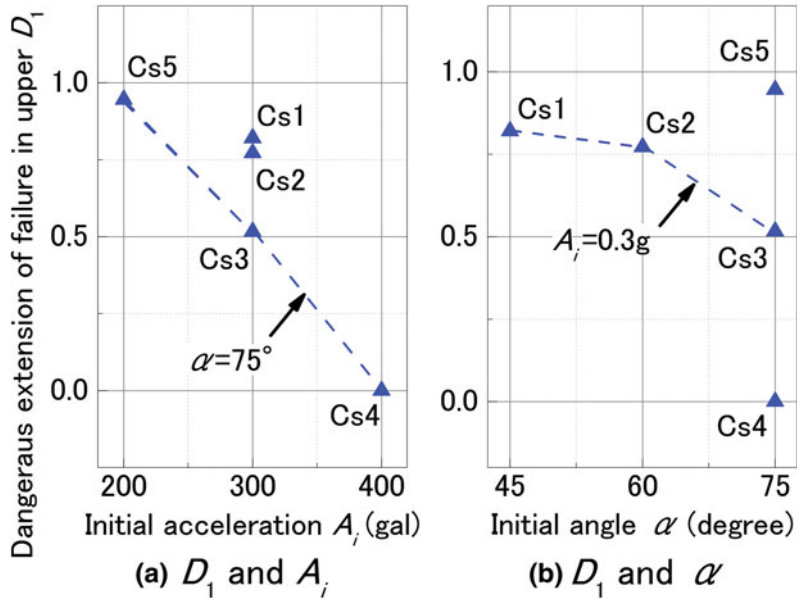 Dangeraus extension of failure in upper D₁
1.0
0.5
0.0
Cs5
Cs1
Cs2
Cs3
α=75°
Cs4
200
300
400
Initial acceleration Aᵢ(gal)
(a) D₁ and Aᵢ
1.0
0.5
0.0
Cs5
Cs1
Cs2
Aᵢ=0.3g
Cs3
Cs4
45
60
75
Initial angle α (degree)
(b) D₁ and α